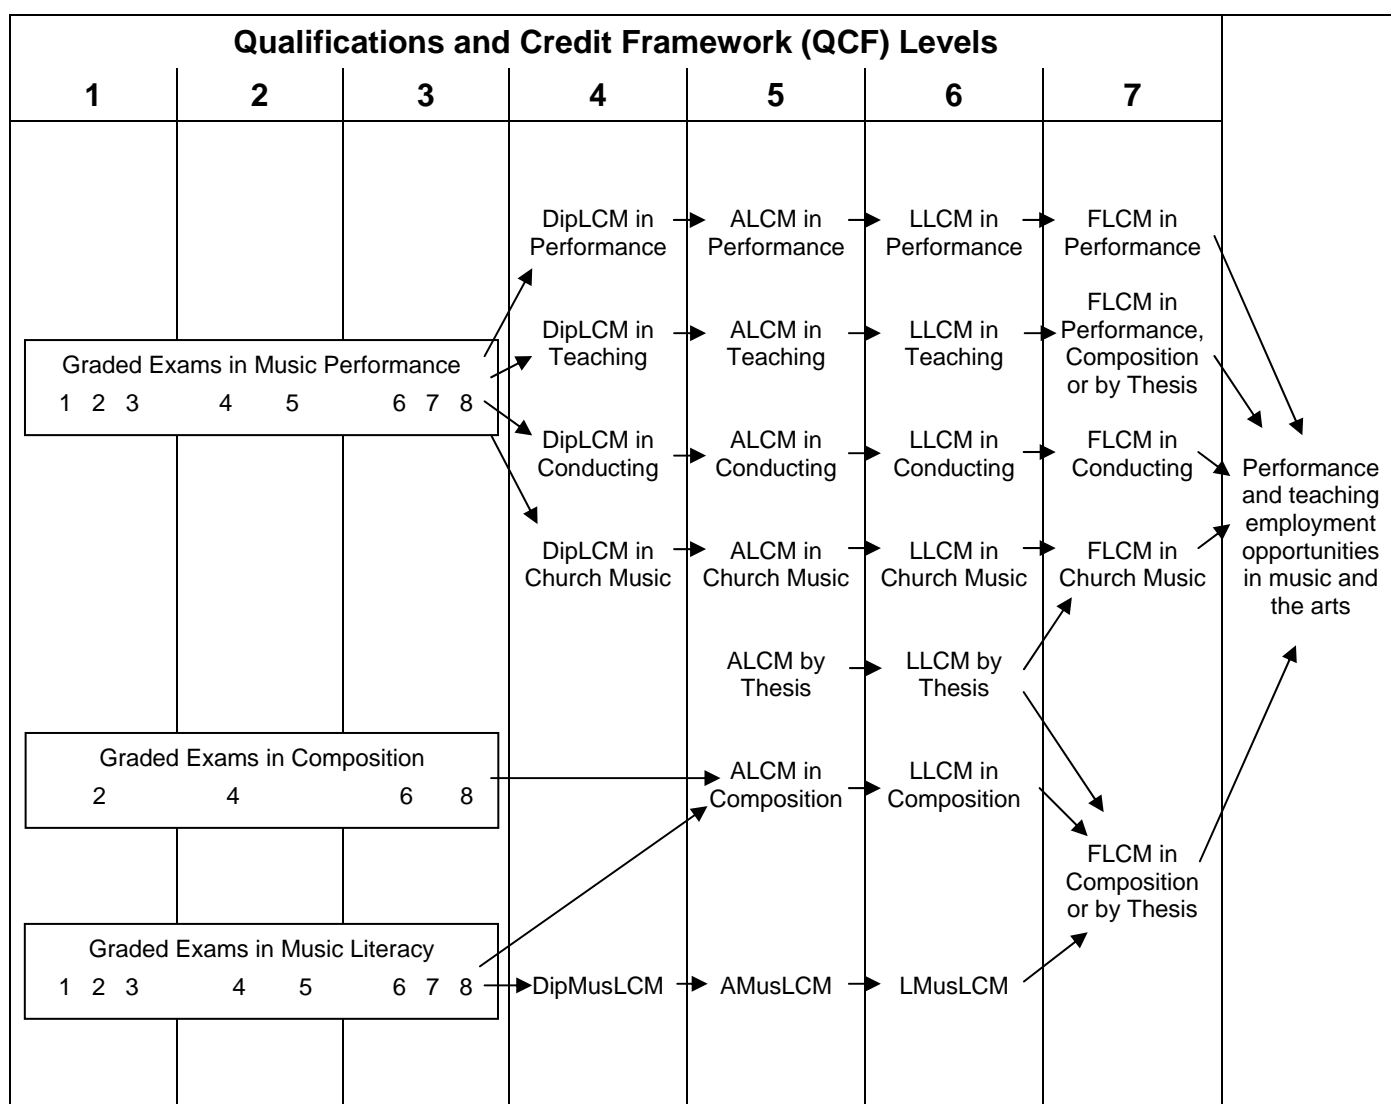 Qualifications and Credit Framework (QCF) Levels
1 2 3 4 5 6 7
DipLCM in
Performance
ALCM in
Performance
LLCM in
Performance
FLCM in
Performance
DipLCM in
Teaching
ALCM in
Teaching
LLCM in
Teaching
FLCM in
Performance,
Composition
or by Thesis
Graded Exams in Music Performance
1 2 3 4 5 6 7 8
DipLCM in
Conducting
ALCM in
Conducting
LLCM in
Conducting
FLCM in
Conducting
Performance
and teaching
employment
opportunities
in music and
the arts
DipLCM in
Church Music
ALCM in
Church Music
LLCM in
Church Music
FLCM in
Church Music
ALCM by
Thesis
LLCM by
Thesis
Graded Exams in Composition
2 4 6 8
ALCM in
Composition
LLCM in
Composition
FLCM in
Composition
or by Thesis
Graded Exams in Music Literacy
1 2 3 4 5 6 7 8
DipMusLCM
AMusLCM
LMusLCM